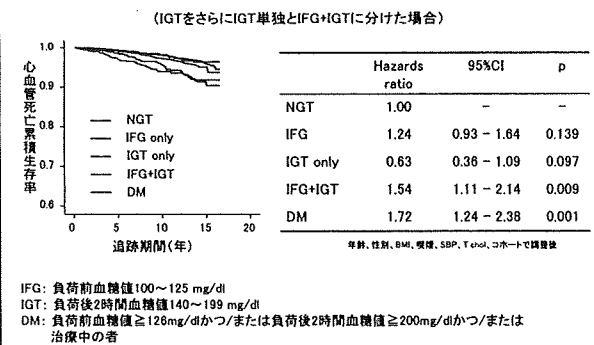 (IGTをさらにIGT単独とIFG+IGTに分けた場合)
心血管死亡累積生存率
1.0
0.9
0.8
0.7
0.6
NGT
IFG only
IGT only
IFG+IGT
DM
0 5 10 15 20
追跡期間(年)
Hazards ratio 95%CI p
NGT 1.00 - -
IFG 1.24 0.93 - 1.64 0.139
IGT only 0.63 0.36 - 1.09 0.097
IFG+IGT 1.54 1.11 - 2.14 0.009
DM 1.72 1.24 - 2.38 0.001
年齢、性別、BMI、喫煙、SBP、T chol、コホートで調整後
IFG: 負荷前血糖値100～125 mg/dl
IGT: 負荷後2時間血糖値140～199 mg/dl
DM: 負荷前血糖値≧126mg/dlかつ/または負荷後2時間血糖値≧200mg/dlかつ/または
治療中の者